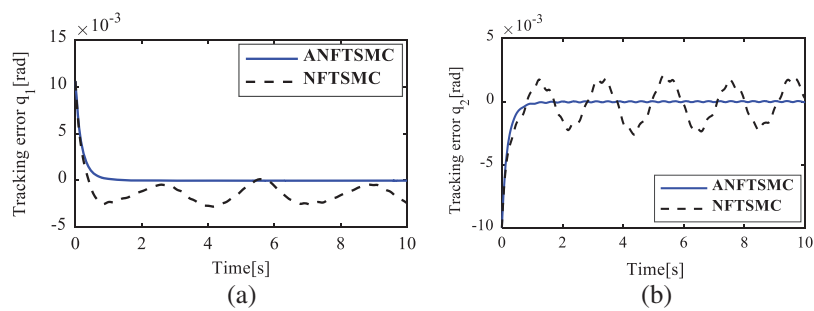 ×10⁻³
15
10
5
0
-5
0 2 4 6 8 10
Tracking error q₁ [rad]
Time[s]
ANFTSMC
NFTSMC
(a)
×10⁻³
5
0
-5
-10
0 2 4 6 8 10
Tracking error q₂[rad]
Time[s]
ANFTSMC
NFTSMC
(b)